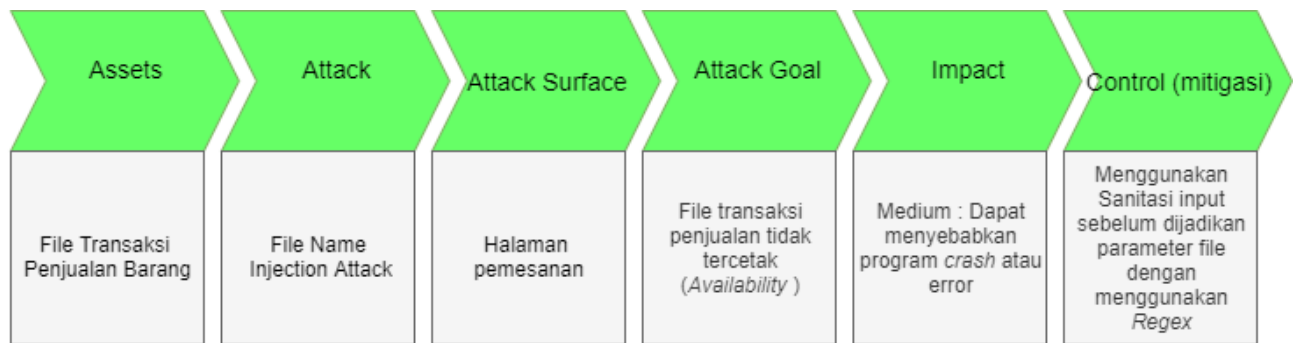 Assets
Attack
Attack Surface
Attack Goal
Impact
Control (mitigasi)
File Transaksi
Penjualan Barang
File Name
Injection Attack
Halaman
pemesanan
File transaksi
penjualan tidak
tercetak
(Availability )
Medium : Dapat
menyebabkan
program crash atau
error
Menggunakan
Sanitasi input
sebelum dijadikan
parameter file
dengan
menggunakan
Regex